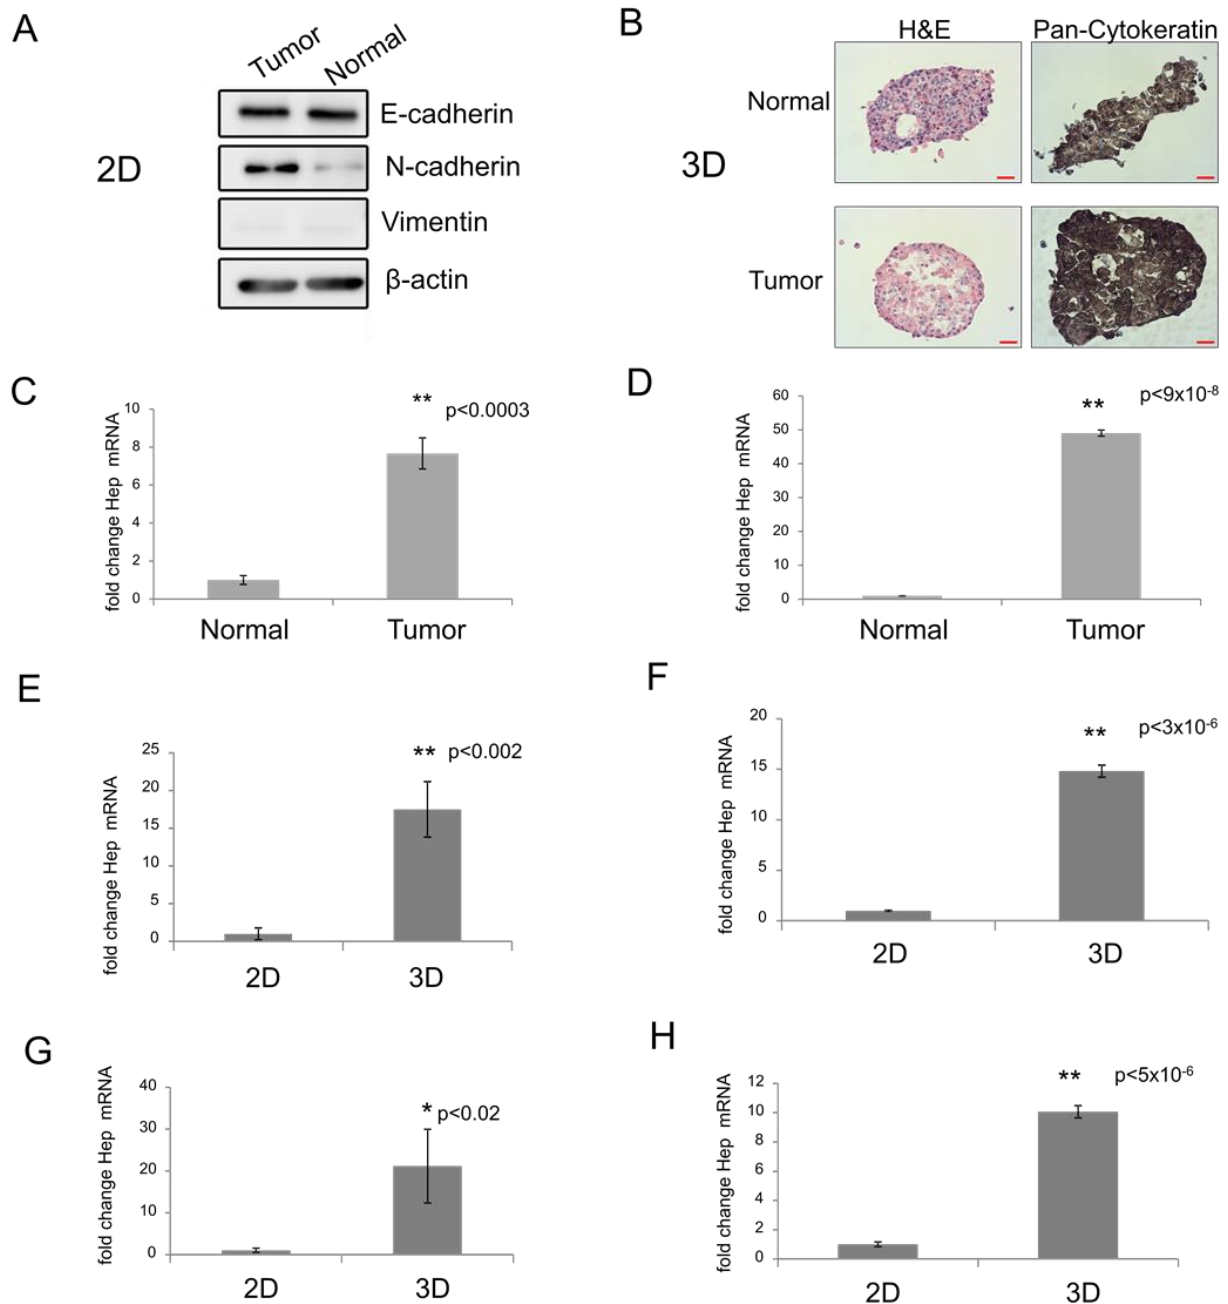 A
Tumor Normal
2D
E-cadherin
N-cadherin
Vimentin
β-actin
B
H&E Pan-Cytokeratin
3D
Normal
Tumor
C
fold change Hep mRNA
10
8
6
4
2
0
** p<0.0003
Normal Tumor
D
fold change Hep mRNA
60
50
40
30
20
10
0
** p<9x10-8
Normal Tumor
E
fold change Hep mRNA
25
20
15
10
5
0
** p<0.002
2D 3D
F
fold change Hep mRNA
20
15
10
5
0
** p<3x10-6
2D 3D
G
fold change Hep mRNA
40
30
20
10
0
* p<0.02
2D 3D
H
fold change Hep mRNA
12
10
8
6
4
2
0
** p<5x10-6
2D 3D